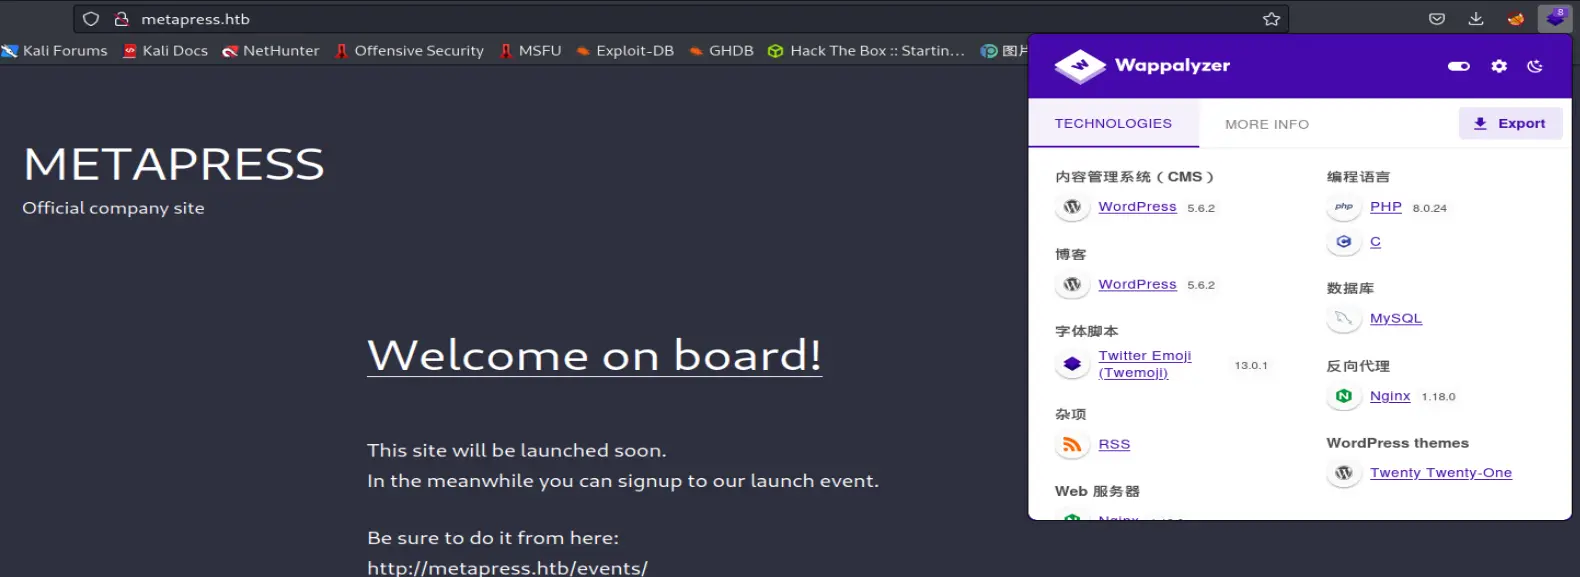 metapress.htb
8
Kali Forums Kali Docs NetHunter Offensive Security MSFU Exploit-DB GHDB Hack The Box :: Startin… 图片
METAPRESS
Official company site
Welcome on board!
This site will be launched soon.
In the meanwhile you can signup to our launch event.
Be sure to do it from here:
http://metapress.htb/events/
Wappalyzer
TECHNOLOGIES MORE INFO Export
内容管理系统（CMS）
WordPress 5.6.2
博客
WordPress 5.6.2
字体脚本
Twitter Emoji
(Twemoji) 13.0.1
杂项
RSS
Web 服务器
Nginx
编程语言
php PHP 8.0.24
C
数据库
MySQL
反向代理
Nginx 1.18.0
WordPress themes
Twenty Twenty-One